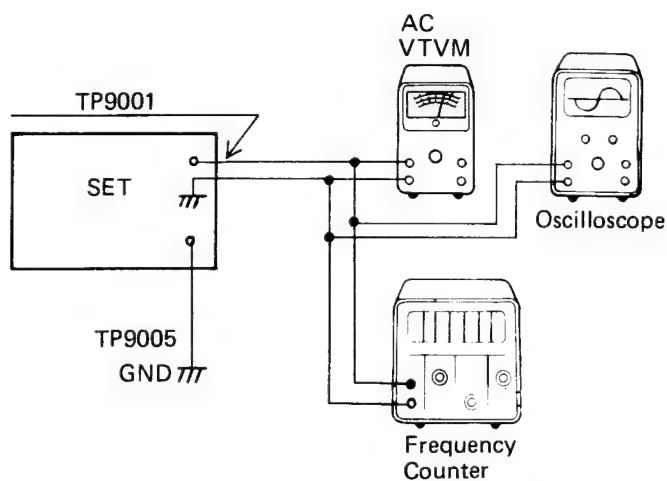 AC
VTVM
TP9001
SET
Oscilloscope
TP9005
GND
Frequency
Counter